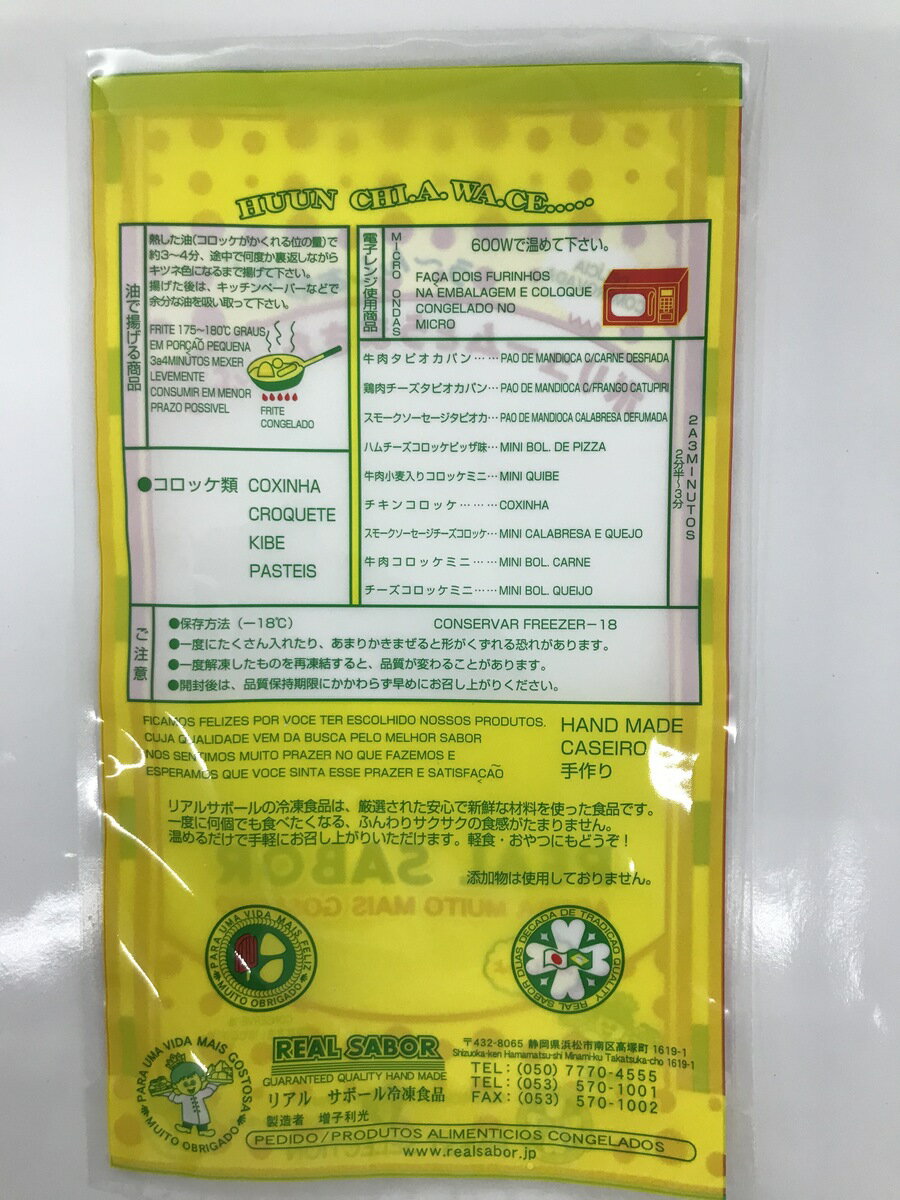 HUUN CHI.A.WA.CE.....
油で揚げる商品
熱した油(コロッケがかくれる位の量)で
約3〜4分、途中で何度か裏返しながら
キツネ色になるまで揚げて下さい。
揚げた後は、キッチンペーパーなどで
余分な油を吸い取って下さい。
FRITE 175~180℃ GRAUS
EM PORÇÃO PEQUENA
3a4MINUTOS MEXER
LEVEMENTE
CONSUMIR EM MENOR
PRAZO POSSIVEL
FRITE
CONGELADO
●コロッケ類 COXINHA
CROQUETE
KIBE
PASTEIS
電子レンジ使用商品
MICRO ONDAS
600Wで温めて下さい。
FAÇA DOIS FURINHOS
NA EMBALAGEM E COLOQUE
CONGELADO NO
MICRO
牛肉タピオカパン……PAO DE MANDIOCA C/CARNE DESFIADA
鶏肉チーズタピオカパン…PAO DE MANDIOCA C/FRANGO CATUPIRI
スモークソーセージタピオカ…PAO DE MANDIOCA CALABRESA DEFUMADA
ハムチーズコロッケピッザ味…MINI BOL. DE PIZZA
牛肉小麦入りコロッケミニ…MINI QUIBE
チキンコロッケ………COXINHA
スモークソーセージチーズコロッケ…MINI CALABRESA E QUEJO
牛肉コロッケミニ……MINI BOL. CARNE
チーズコロッケミニ……MINI BOL. QUEIJO
2A3MINUTOS
2分半〜3分
ご注意
●保存方法(−18℃) CONSERVAR FREEZER−18
●一度にたくさん入れたり、あまりかきまぜると形がくずれる恐れがあります。
●一度解凍したものを再凍結すると、品質が変わることがあります。
●開封後は、品質保持期限にかかわらず早めにお召し上がりください。
FICAMOS FELIZES POR VOCE TER ESCOLHIDO NOSSOS PRODUTOS.
CUJA QUALIDADE VEM DA BUSCA PELO MELHOR SABOR
NOS SENTIMOS MUITO PRAZER NO QUE FAZEMOS E
ESPERAMOS QUE VOCE SINTA ESSE PRAZER E SATISFAÇÃO
HAND MADE
CASEIRO
手作り
リアルサボールの冷凍食品は、厳選された安心で新鮮な材料を使った食品です。
一度に何個でも食べたくなる、ふんわりサクサクの食感がたまりません。
温めるだけで手軽にお召し上がりいただけます。軽食・おやつにもどうぞ!
添加物は使用しておりません。
PARA UMA VIDA MAIS FELIZ
MUITO OBRIGADO
REAL SABOR DUAS DECADA DE TRADICAO QUALITY
PARA UMA VIDA MAIS GOSTOSA
MUITO OBRIGADO
REAL SABOR
GUARANTEED QUALITY HAND MADE
リアル サボール冷凍食品
製造者 増子利光
〒432-8065 静岡県浜松市南区高塚町 1619-1
Shizuoka-ken Hamamatsu-shi Minami-ku Takatsuka-cho 1619-1
TEL:(050) 7770-4555
TEL:(053) 570-1001
FAX:(053) 570-1002
PEDIDO/PRODUTOS ALIMENTICIOS CONGELADOS
www.realsabor.jp